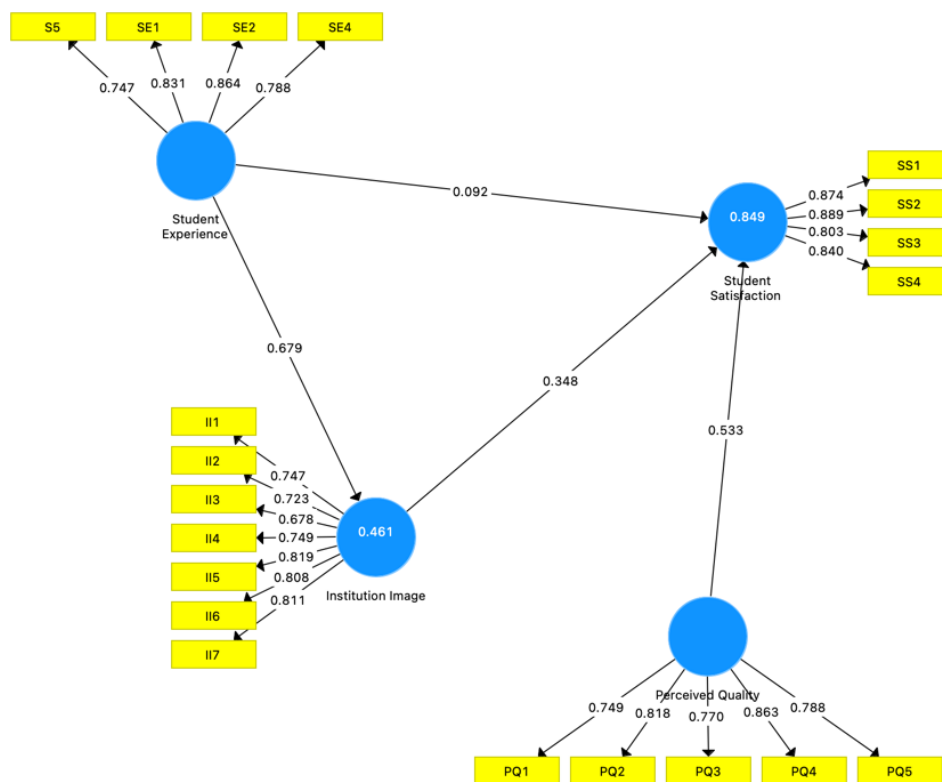 S5 SE1 SE2 SE4
0.747 0.831 0.864 0.788
Student
Experience
0.092
0.849
Student
Satisfaction
SS1
0.874
SS2
0.889
SS3
0.803
SS4
0.840
0.679
0.348
0.533
II1
II2
II3
II4
II5
II6
II7
0.747
0.723
0.678
0.749
0.819
0.808
0.811
0.461
Institution Image
Perceived Quality
0.749 0.818 0.770 0.863 0.788
PQ1 PQ2 PQ3 PQ4 PQ5